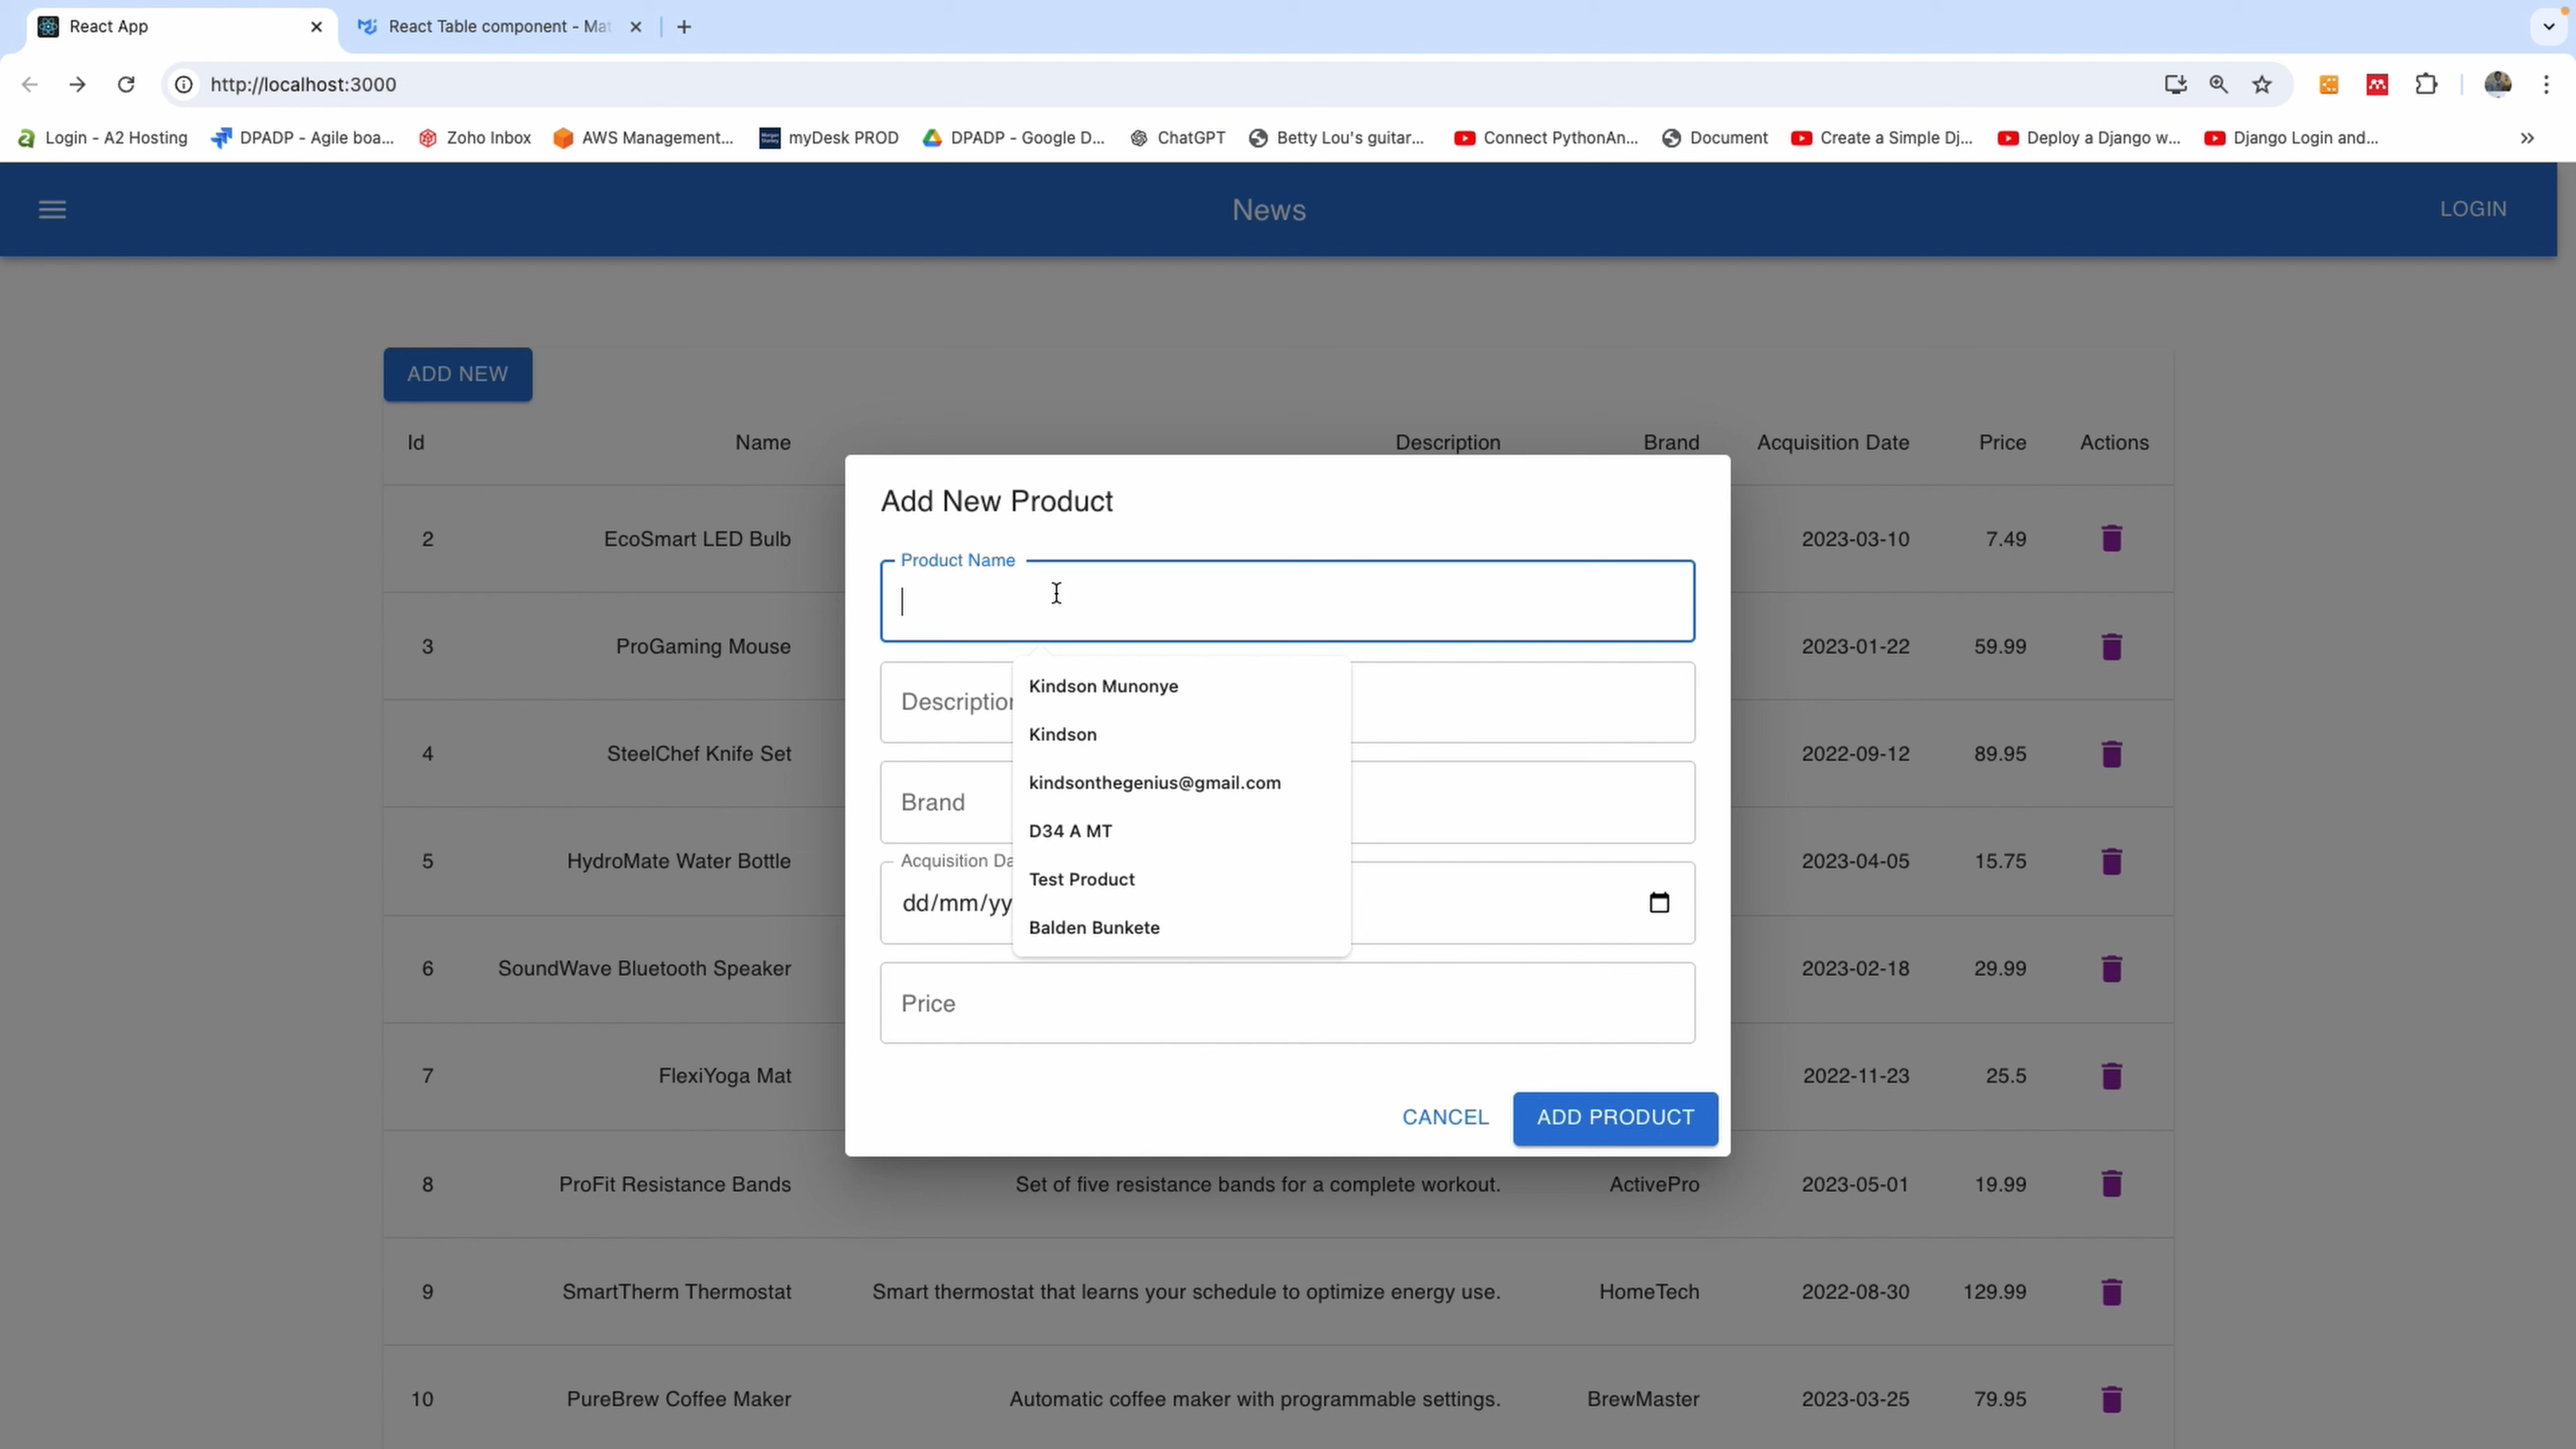 React App
React Table component - Mat
http://localhost:3000
Login - A2 Hosting
DPADP - Agile boa...
Zoho Inbox
AWS Management...
myDesk PROD
DPADP - Google D...
ChatGPT
Betty Lou's guitar...
Connect PythonAn...
Document
Create a Simple Dj...
Deploy a Django w...
Django Login and...
News
LOGIN
ADD NEW
Id Name Description Brand Acquisition Date Price Actions
2 EcoSmart LED Bulb 2023-03-10 7.49
3 ProGaming Mouse 2023-01-22 59.99
4 SteelChef Knife Set 2022-09-12 89.95
5 HydroMate Water Bottle 2023-04-05 15.75
6 SoundWave Bluetooth Speaker 2023-02-18 29.99
7 FlexiYoga Mat 2022-11-23 25.5
8 ProFit Resistance Bands Set of five resistance bands for a complete workout. ActivePro 2023-05-01 19.99
9 SmartTherm Thermostat Smart thermostat that learns your schedule to optimize energy use. HomeTech 2022-08-30 129.99
10 PureBrew Coffee Maker Automatic coffee maker with programmable settings. BrewMaster 2023-03-25 79.95
Add New Product
Product Name
Description
Brand
Acquisition Da
dd/mm/yy
Price
Kindson Munonye
Kindson
kindsonthegenius@gmail.com
D34 A MT
Test Product
Balden Bunkete
CANCEL
ADD PRODUCT